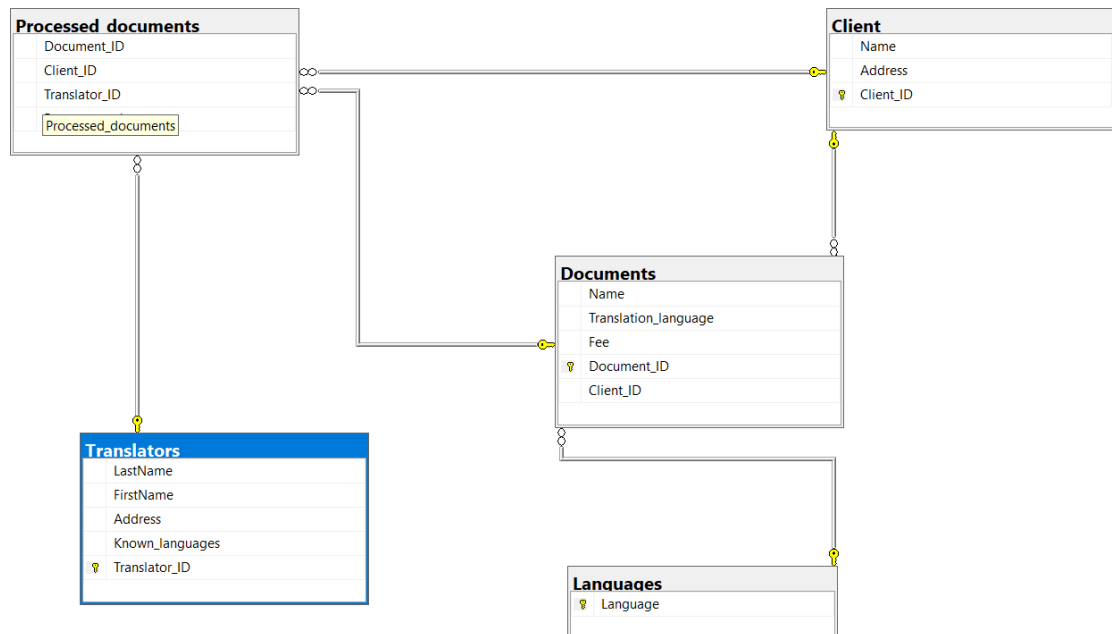 Processed_documents
Document_ID
Client_ID
Translator_ID
Processed_documents
Client
Name
Address
Client_ID
Documents
Name
Translation_language
Fee
Document_ID
Client_ID
Translators
LastName
FirstName
Address
Known_languages
Translator_ID
Languages
Language